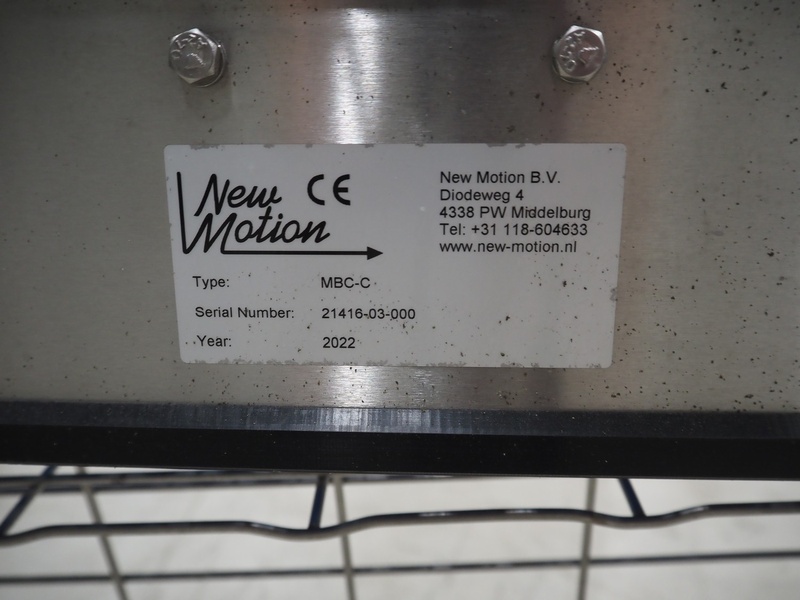 New
Motion
CE
New Motion B.V.
Diodeweg 4
4338 PW Middelburg
Tel: +31 118-604633
www.new-motion.nl
Type: MBC-C
Serial Number: 21416-03-000
Year: 2022